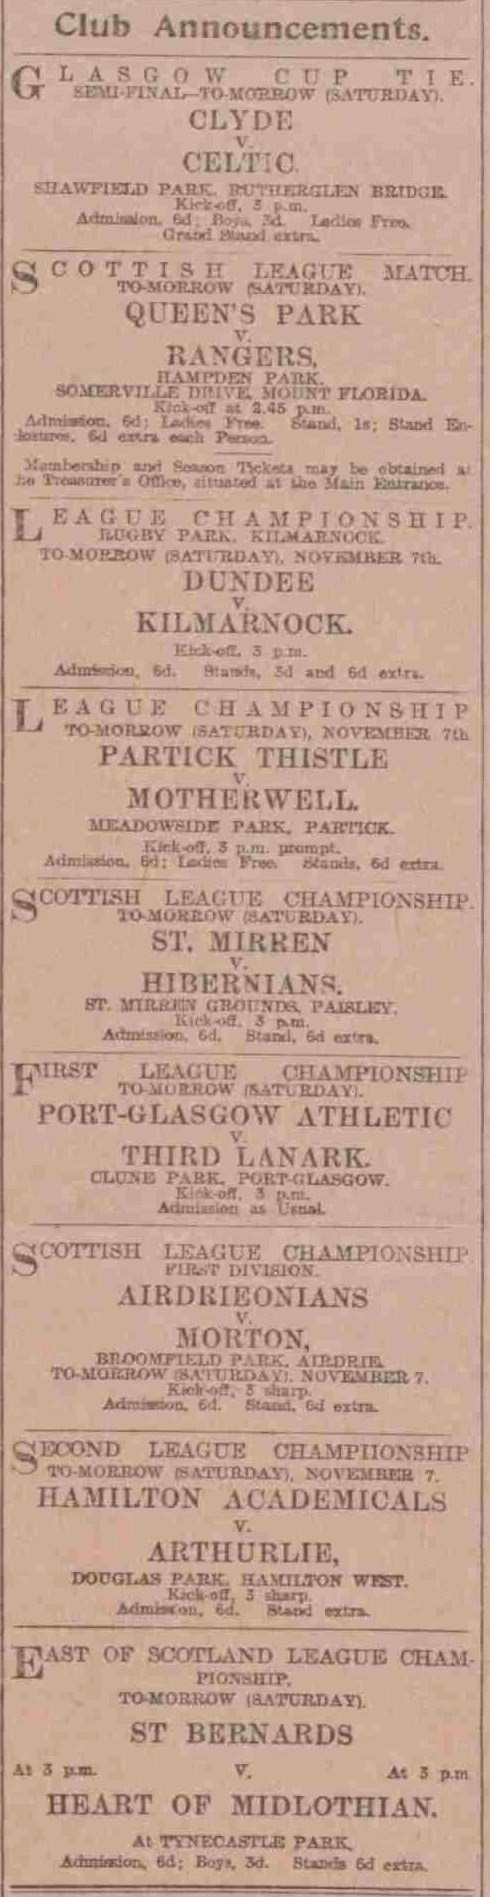 Club Announcements.
GLASGOW CUP TIE.
SEMI-FINAL—TO-MORROW (SATURDAY).
CLYDE
v.
CELTIC.
SHAWFIELD PARK, RUTHERGLEN BRIDGE.
Kick-off, 3 p.m.
Admission, 6d; Boys, 3d. Ladies Free.
Grand Stand extra.
SCOTTISH LEAGUE MATCH.
TO-MORROW (SATURDAY).
QUEEN'S PARK
v.
RANGERS,
HAMPDEN PARK,
SOMERVILLE DRIVE, MOUNT FLORIDA.
Kick-off at 2.45 p.m.
Admission, 6d; Ladies Free. Stand, 1s; Stand En-
closures, 6d extra each Person.
Membership and Season Tickets may be obtained at
he Treasurer's Office, situated at the Main Entrance.
LEAGUE CHAMPIONSHIP.
RUGBY PARK, KILMARNOCK.
TO-MORROW (SATURDAY), NOVEMBER 7th.
DUNDEE
v.
KILMARNOCK.
Kick-off, 3 p.m.
Admission, 6d. Stands, 3d and 6d extra.
LEAGUE CHAMPIONSHIP
TO-MORROW (SATURDAY), NOVEMBER 7th
PARTICK THISTLE
v.
MOTHERWELL.
MEADOWSIDE PARK, PARTICK.
Kick-off, 3 p.m. prompt.
Admission, 6d; Ladies Free. Stands, 6d extra.
SCOTTISH LEAGUE CHAMPIONSHIP.
TO-MORROW (SATURDAY).
ST. MIRREN
v.
HIBERNIANS.
ST. MIRREN GROUNDS, PAISLEY.
Kick-off, 3 p.m.
Admission, 6d. Stand, 6d extra.
FIRST LEAGUE CHAMPIONSHIP
TO-MORROW (SATURDAY).
PORT-GLASGOW ATHLETIC
v.
THIRD LANARK.
CLUNE PARK, PORT-GLASGOW.
Kick-off, 3 p.m.
Admission as Usual.
SCOTTISH LEAGUE CHAMPIONSHIP.
FIRST DIVISION.
AIRDRIEONIANS
v.
MORTON,
BROOMFIELD PARK, AIRDRIE.
TO-MORROW (SATURDAY), NOVEMBER 7.
Kick-off, 3 sharp.
Admission, 6d. Stand, 6d extra.
SECOND LEAGUE CHAMPIIONSHIP
TO-MORROW (SATURDAY), NOVEMBER 7.
HAMILTON ACADEMICALS
v.
ARTHURLIE,
DOUGLAS PARK, HAMILTON WEST.
Kick-off, 3 sharp.
Admission, 6d. Stand extra.
EAST OF SCOTLAND LEAGUE CHAM-
PIONSHIP.
TO-MORROW (SATURDAY).
ST BERNARDS
At 3 p.m. V. At 3 p.m
HEART OF MIDLOTHIAN.
At TYNECASTLE PARK.
Admission, 6d; Boys, 3d. Stands 6d extra.